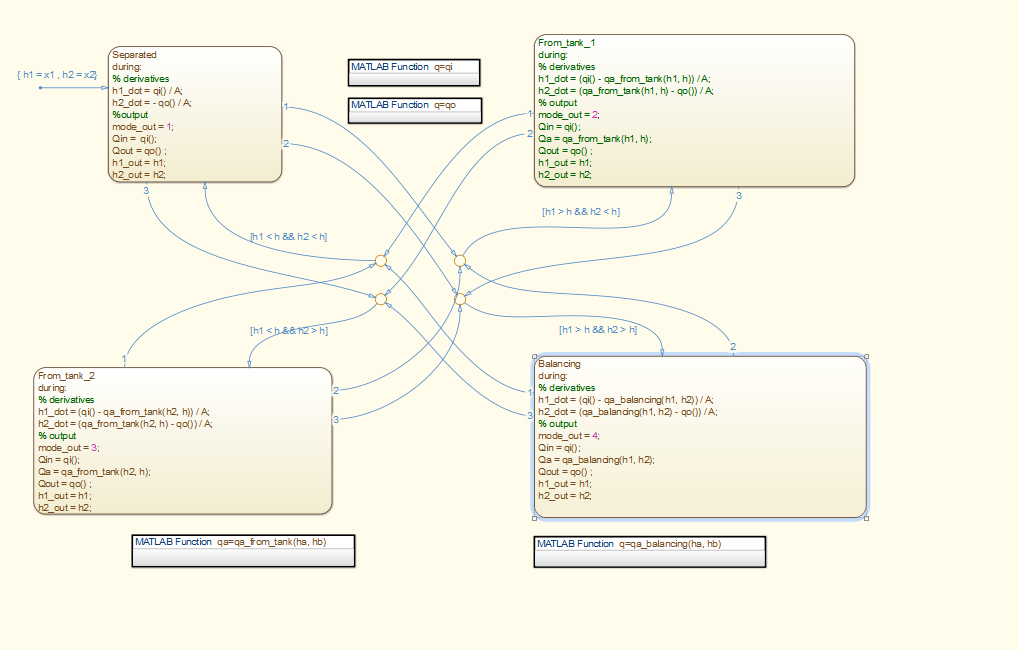 { h1 = x1 , h2 = x2}
Separated
during:
% derivatives
h1_dot = qi() / A;
h2_dot = - qo() / A;
%output
mode_out = 1;
Qin = qi();
Qout = qo() ;
h1_out = h1;
h2_out = h2;
1
2
3
MATLAB Function q=qi
MATLAB Function q=qo
From_tank_1
during:
% derivatives
h1_dot = (qi() - qa_from_tank(h1, h)) / A;
h2_dot = (qa_from_tank(h1, h) - qo()) / A;
% output
mode_out = 2;
Qin = qi();
Qa = qa_from_tank(h1, h);
Qout = qo() ;
h1_out = h1;
h2_out = h2;
1
2
3
[h1 < h && h2 < h]
[h1 > h && h2 < h]
[h1 < h && h2 > h]
[h1 > h && h2 > h]
From_tank_2
during:
% derivatives
h1_dot = (qi() - qa_from_tank(h2, h)) / A;
h2_dot = (qa_from_tank(h2, h) - qo()) / A;
% output
mode_out = 3;
Qin = qi();
Qa = qa_from_tank(h2, h);
Qout = qo() ;
h1_out = h1;
h2_out = h2;
1
2
3
Balancing
during:
% derivatives
h1_dot = (qi() - qa_balancing(h1, h2)) / A;
h2_dot = (qa_balancing(h1, h2) - qo()) / A;
% output
mode_out = 4;
Qin = qi();
Qa = qa_balancing(h1, h2);
Qout = qo() ;
h1_out = h1;
h2_out = h2;
1
2
3
MATLAB Function qa=qa_from_tank(ha, hb)
MATLAB Function q=qa_balancing(ha, hb)